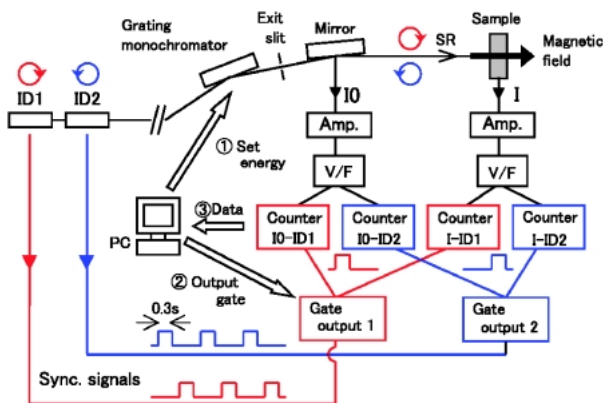 Grating
monochromator
Exit
slit
Mirror
Sample
SR
Magnetic
field
ID1
ID2
I0
I
Amp.
Amp.
① Set
energy
V/F
V/F
③Data
PC
Counter
I0-ID1
Counter
I0-ID2
Counter
I-ID1
Counter
I-ID2
② Output
gate
0.3s
Gate
output 1
Gate
output 2
Sync. signals